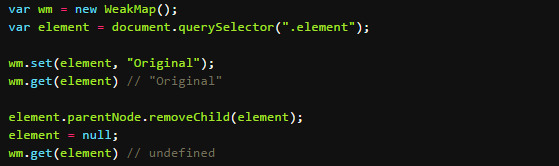 var wm = new WeakMap();
var element = document.querySelector(".element");
wm.set(element, "Original");
wm.get(element) // "Original"
element.parentNode.removeChild(element);
element = null;
wm.get(element) // undefined